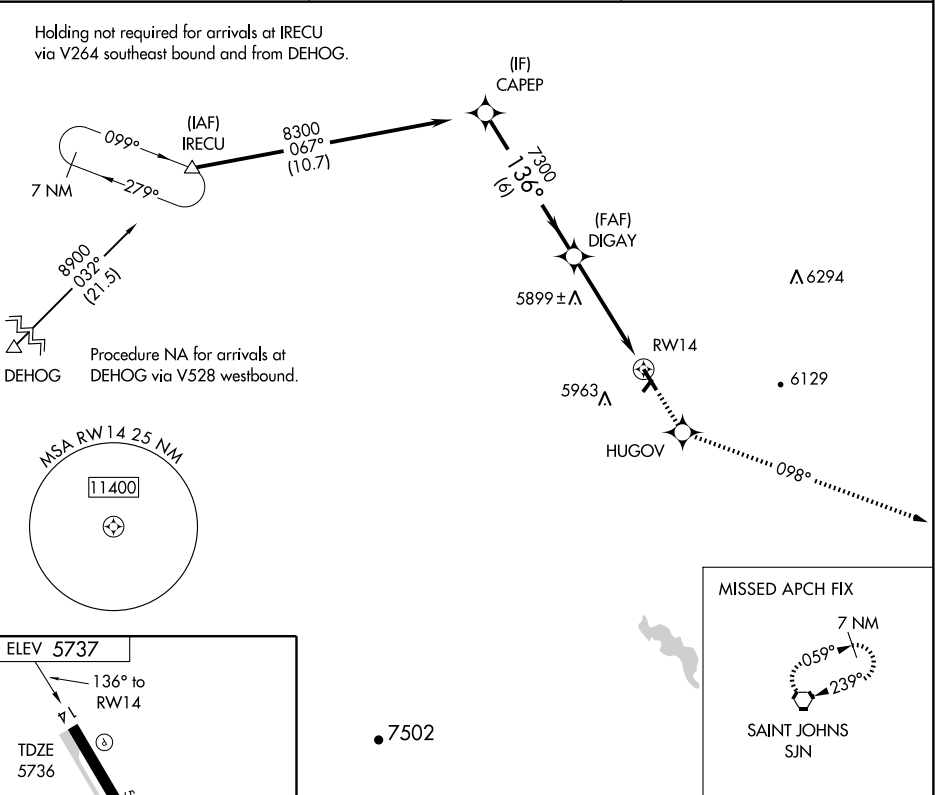 Holding not required for arrivals at IRECU
via V264 southeast bound and from DEHOG.
(IF)
CAPEP
(IAF)
IRECU
099°
279°
7 NM
8300
067°
(10.7)
7300
136°
(6)
(FAF)
DIGAY
8900
032°
(21.5)
DEHOG
Procedure NA for arrivals at
DEHOG via V528 westbound.
5899±
6294
RW14
5963
6129
HUGOV
098°
MSA RW14 25 NM
11400
MISSED APCH FIX
7 NM
059°
239°
SAINT JOHNS
SJN
ELEV 5737
136° to
RW14
14
TDZE
5736
7502